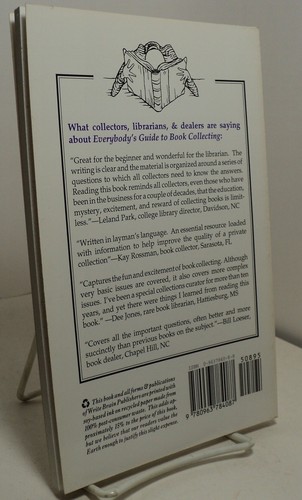 What collectors, librarians, & dealers are saying
about Everybody's Guide to Book Collecting:
"Great for the beginner and wonderful for the librarian. The
writing is clear and the material is organized around a series of
questions to which all collectors need to know the answers.
Reading this book reminds all collectors, even those who have
been in the business for a couple of decades, that the education,
mystery, excitement, and reward of collecting books is limit-
less."—Leland Park, college library director, Davidson, NC
"Written in layman's language. An essential resource loaded
with information to help improve the quality of a private
collection"—Kay Rossman, book collector, Sarasota, FL
"Captures the fun and excitement of book collecting. Although
very basic issues are covered, it also covers more complex
issues. I've been a special collections curator for more than ten
years, and yet there were things I learned from reading this
book." —Dee Jones, rare book librarian, Hattiesburg, MS
"Covers all the important questions, often better and more
succinctly than previous books on the subject."—Bill Loeser,
book dealer, Chapel Hill, NC
This book and all forms & publications
of Write Brain Publishers are printed with
soy-based ink on recycled paper made from
100% post-consumer waste. This adds ap-
proximately 15% to the price of this book,
but we believe that our readers value the
Earth enough to justify this slight expense.
50895
9 780963 784087